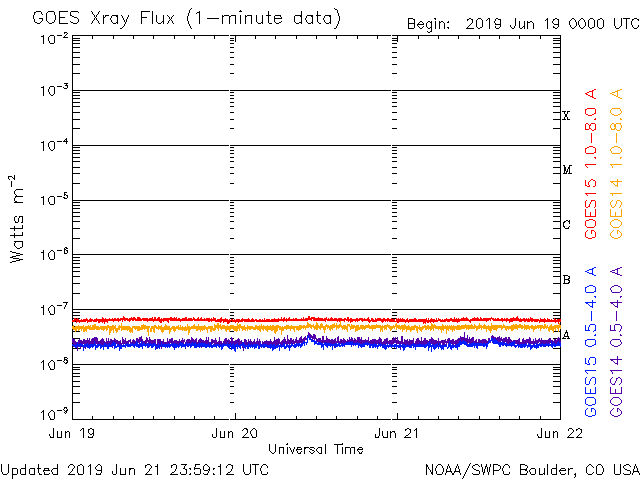 GOES Xray Flux (1-minute data)
Begin: 2019 Jun 19 0000 UTC
10-2
10-3
10-4
10-5
10-6
10-7
10-8
10-9
Watts m-2
X
M
C
B
A
GOES15 1.0-8.0 A
GOES14 1.0-8.0 A
GOES15 0.5-4.0 A
GOES14 0.5-4.0 A
Jun 19 Jun 20 Jun 21 Jun 22
Universal Time
Updated 2019 Jun 21 23:59:12 UTC
NOAA/SWPC Boulder, CO USA